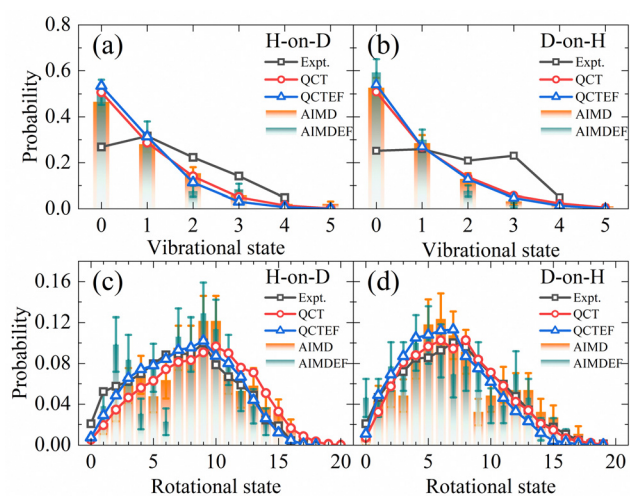 (a) H-on-D
Expt.
QCT
QCTEF
AIMD
AIMDEF
(b) D-on-H
Expt.
QCT
QCTEF
AIMD
AIMDEF
Probability
0.8
0.6
0.4
0.2
0.0
0 1 2 3 4 5
0 1 2 3 4 5
Vibrational state
Vibrational state
(c) H-on-D
Expt.
QCT
QCTEF
AIMD
AIMDEF
(d) D-on-H
Expt.
QCT
QCTEF
AIMD
AIMDEF
Probability
0.16
0.12
0.08
0.04
0.00
0 5 10 15 20
0 5 10 15 20
Rotational state
Rotational state